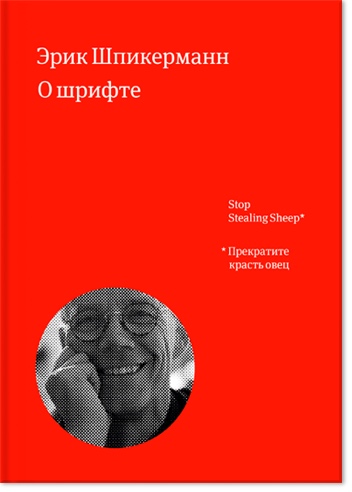 Эрик Шпикерманн
О шрифте
Stop
Stealing Sheep*
* Прекратите
красть овец